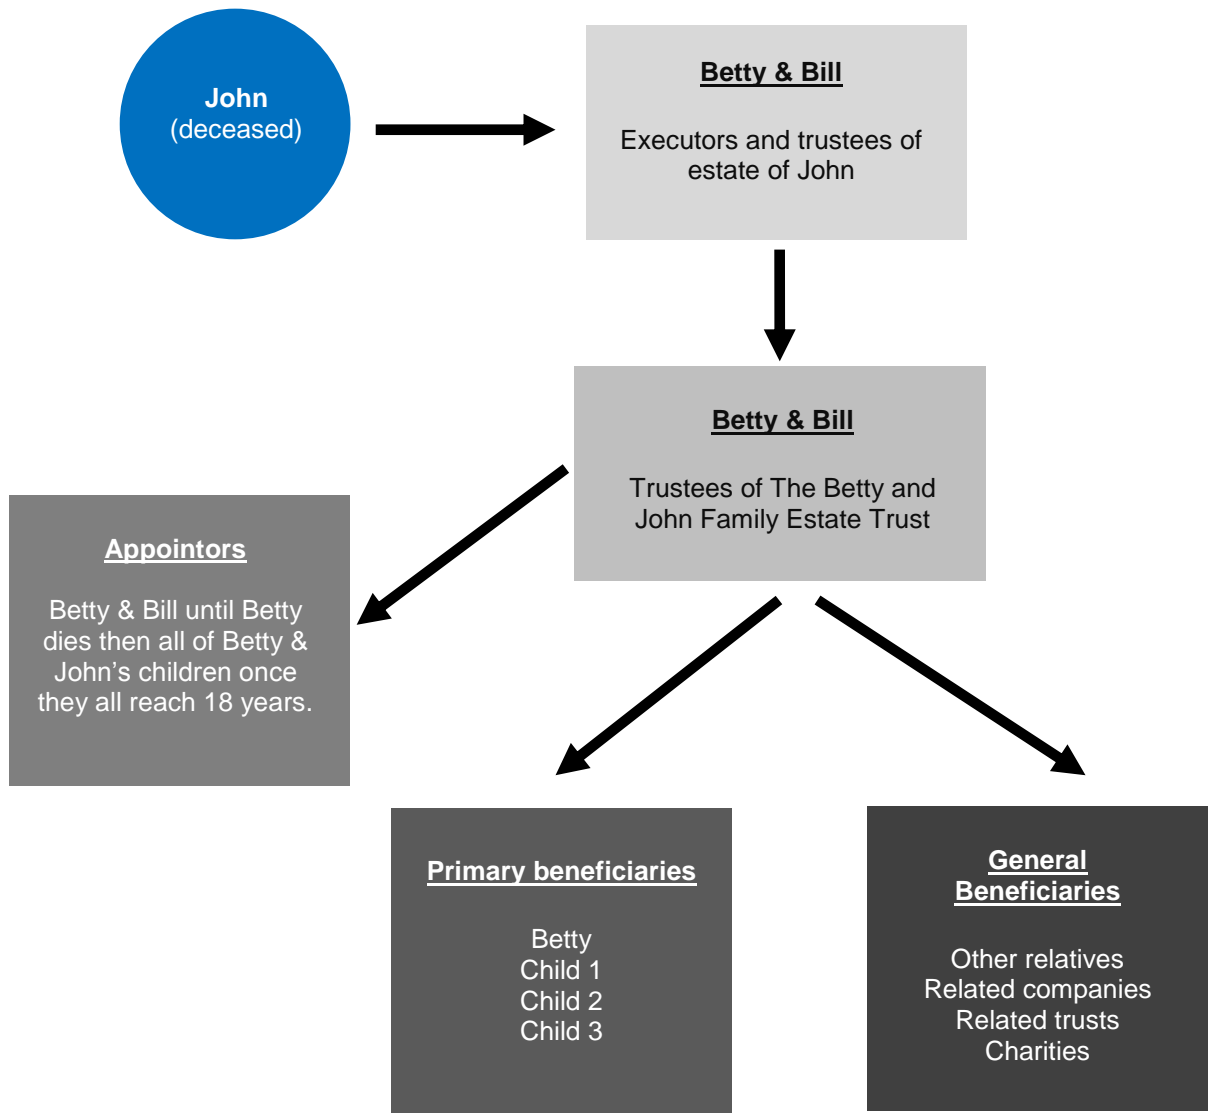 John
(deceased)
Betty & Bill
Executors and trustees of
estate of John
Betty & Bill
Trustees of The Betty and
John Family Estate Trust
Appointors
Betty & Bill until Betty
dies then all of Betty &
John’s children once
they all reach 18 years.
Primary beneficiaries
Betty
Child 1
Child 2
Child 3
General
Beneficiaries
Other relatives
Related companies
Related trusts
Charities